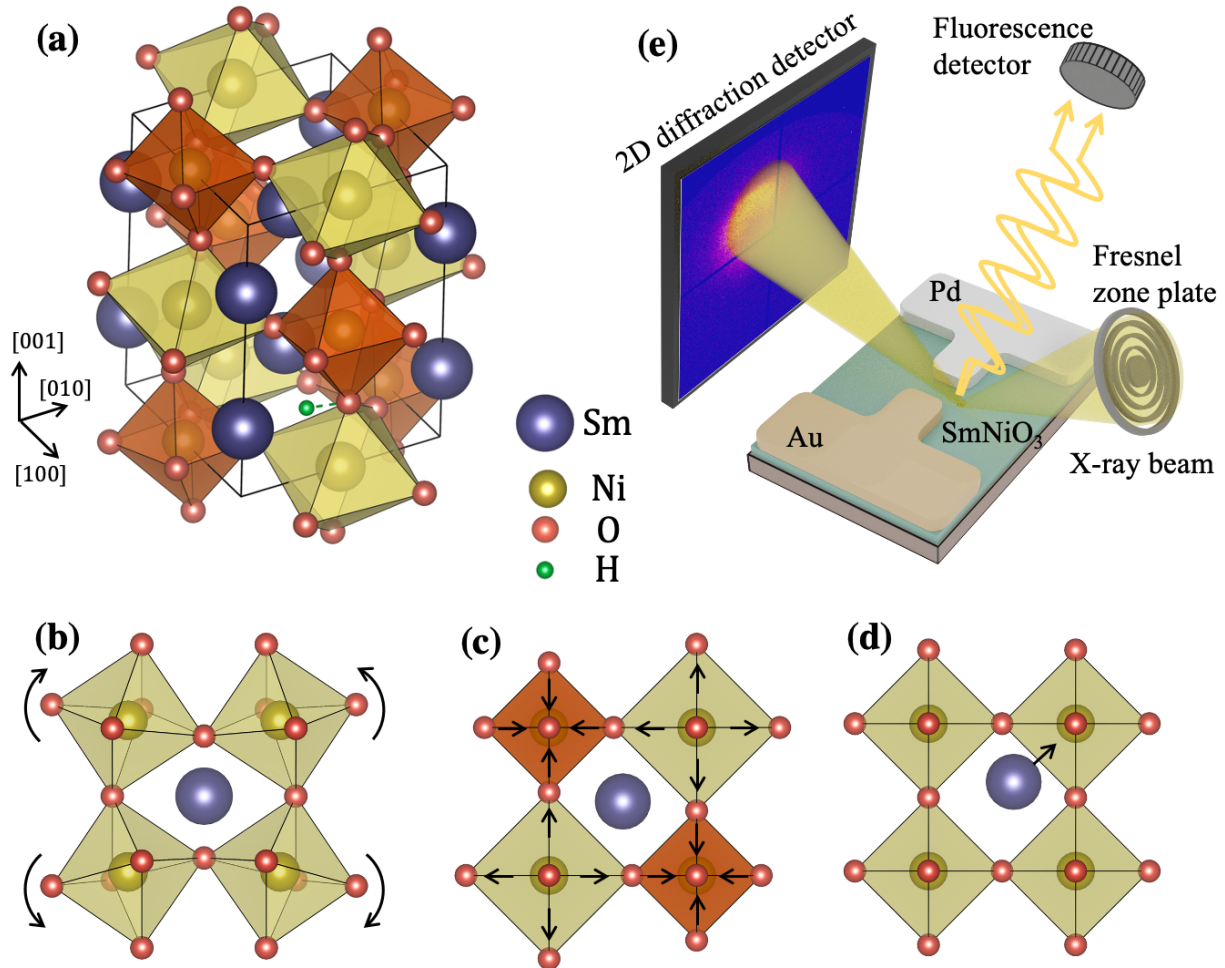 (a)
[001]
[010]
[100]
Sm
Ni
O
H
(e)
2D diffraction detector
Fluorescence
detector
Fresnel
zone plate
Pd
Au
SmNiO₃
X-ray beam
(b)
(c)
(d)